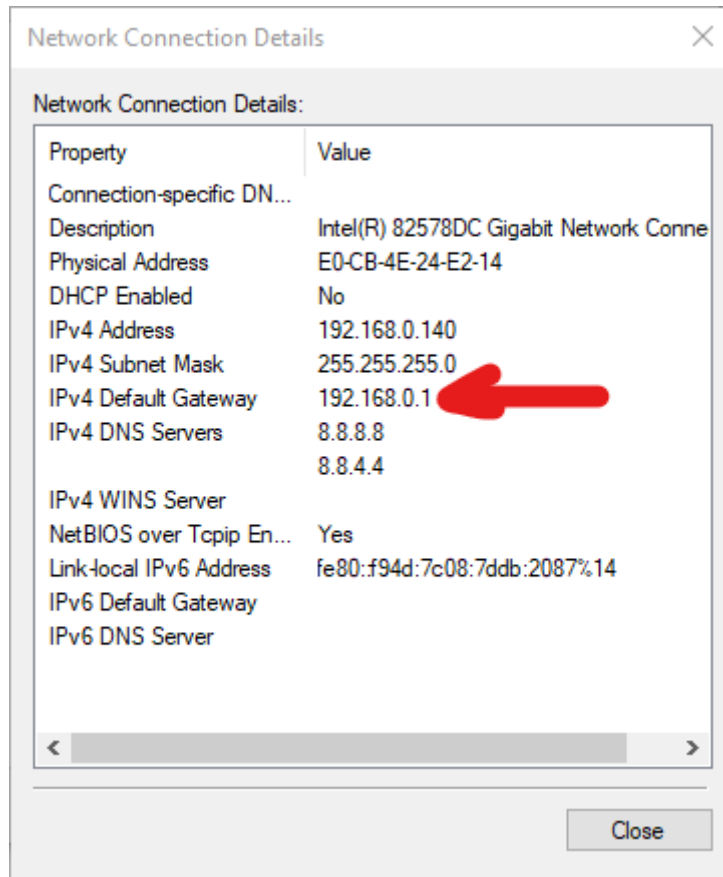 Network Connection Details
Network Connection Details:
Property Value
Connection-specific DN...
Description Intel(R) 82578DC Gigabit Network Conne
Physical Address E0-CB-4E-24-E2-14
DHCP Enabled No
IPv4 Address 192.168.0.140
IPv4 Subnet Mask 255.255.255.0
IPv4 Default Gateway 192.168.0.1
IPv4 DNS Servers 8.8.8.8
8.8.4.4
IPv4 WINS Server
NetBIOS over Tcpip En... Yes
Link-local IPv6 Address fe80::f94d:7c08:7ddb:2087%14
IPv6 Default Gateway
IPv6 DNS Server
Close